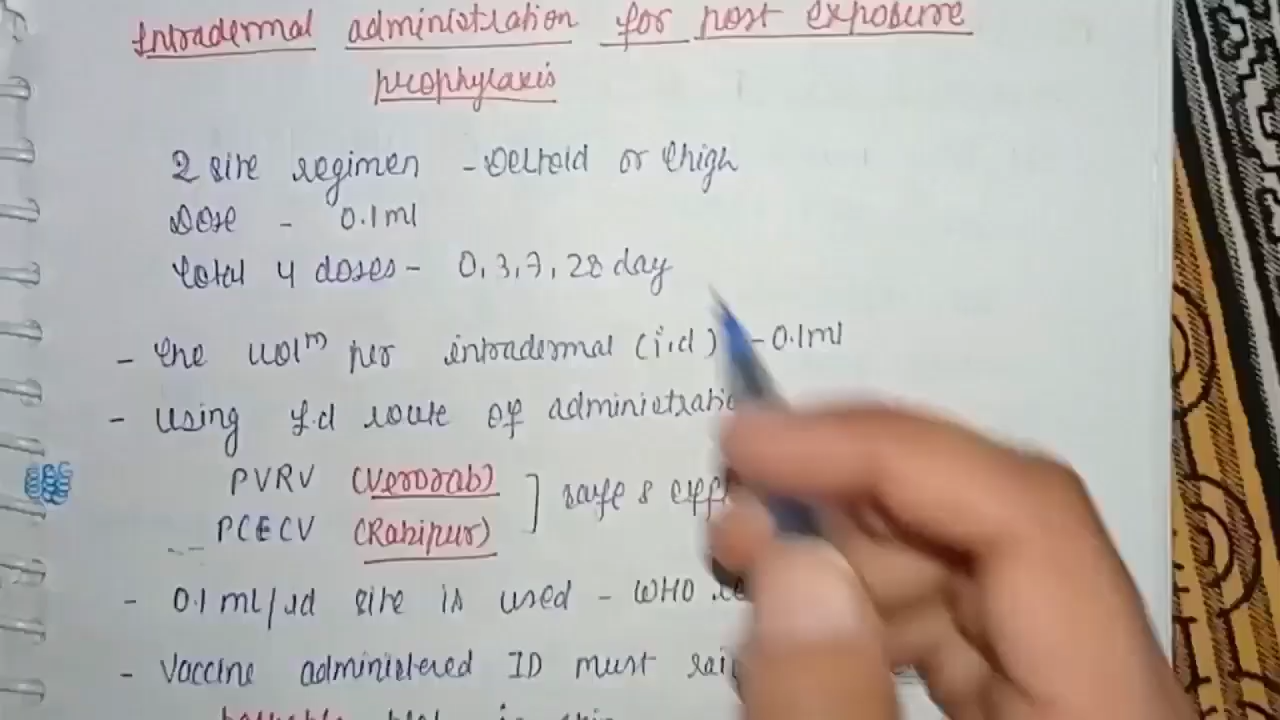 Intradermal administration for post exposure
prophylaxis
2 site regimen - Deltoid or thigh
Dose - 0.1ml
total 4 doses - 0, 3, 7, 28 day
- the volm per intradermal (i.d) - 0.1ml
- Using I.d route of
PVRV (Verorab)
PCECV (Rabipur) ] safe &
- 0.1 ml/id site is used - WHO
- Vaccine administered ID must
in skin